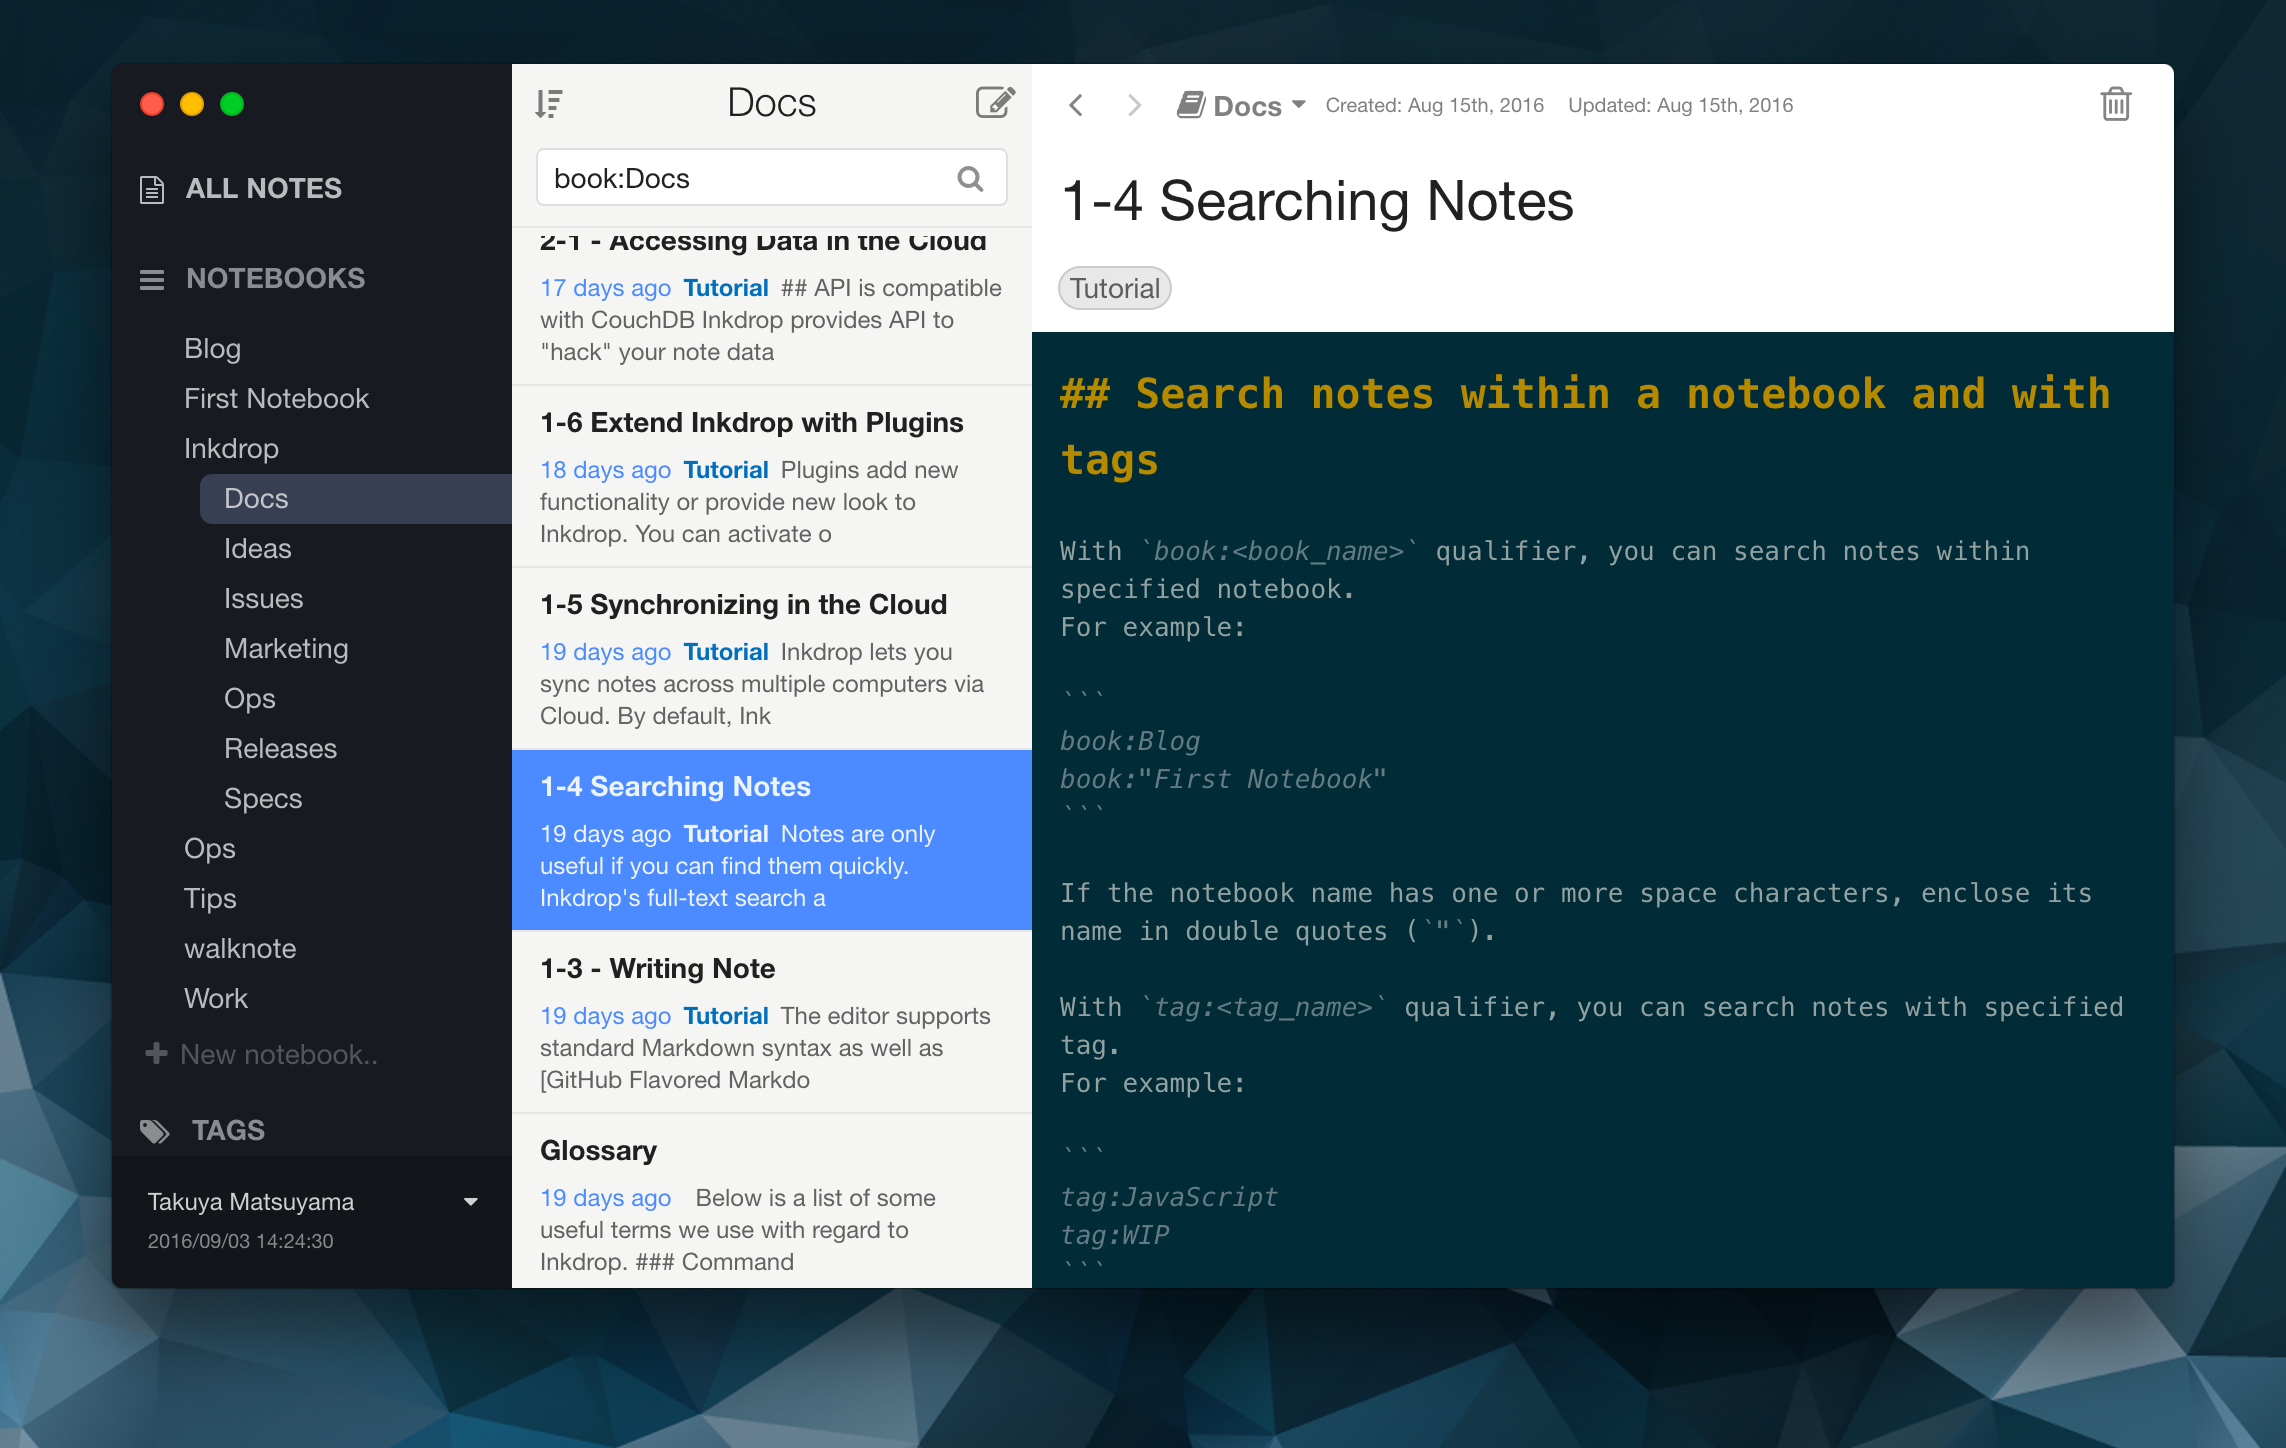 ALL NOTES
NOTEBOOKS
Blog
First Notebook
Inkdrop
Docs
Ideas
Issues
Marketing
Ops
Releases
Specs
Ops
Tips
walknote
Work
New notebook..
TAGS
Takuya Matsuyama
2016/09/03 14:24:30
Docs
book:Docs
2-1 - Accessing Data in the Cloud
17 days ago Tutorial ## API is compatible
with CouchDB Inkdrop provides API to
"hack" your note data
1-6 Extend Inkdrop with Plugins
18 days ago Tutorial Plugins add new
functionality or provide new look to
Inkdrop. You can activate o
1-5 Synchronizing in the Cloud
19 days ago Tutorial Inkdrop lets you
sync notes across multiple computers via
Cloud. By default, Ink
1-4 Searching Notes
19 days ago Tutorial Notes are only
useful if you can find them quickly.
Inkdrop's full-text search a
1-3 - Writing Note
19 days ago Tutorial The editor supports
standard Markdown syntax as well as
[GitHub Flavored Markdo
Glossary
19 days ago Below is a list of some
useful terms we use with regard to
Inkdrop. ### Command
Docs Created: Aug 15th, 2016 Updated: Aug 15th, 2016
1-4 Searching Notes
Tutorial
## Search notes within a notebook and with
tags
With `book:<book_name>` qualifier, you can search notes within
specified notebook.
For example:
```
book:Blog
book:"First Notebook"
```
If the notebook name has one or more space characters, enclose its
name in double quotes (`"`).
With `tag:<tag_name>` qualifier, you can search notes with specified
tag.
For example:
```
tag:JavaScript
tag:WIP
```